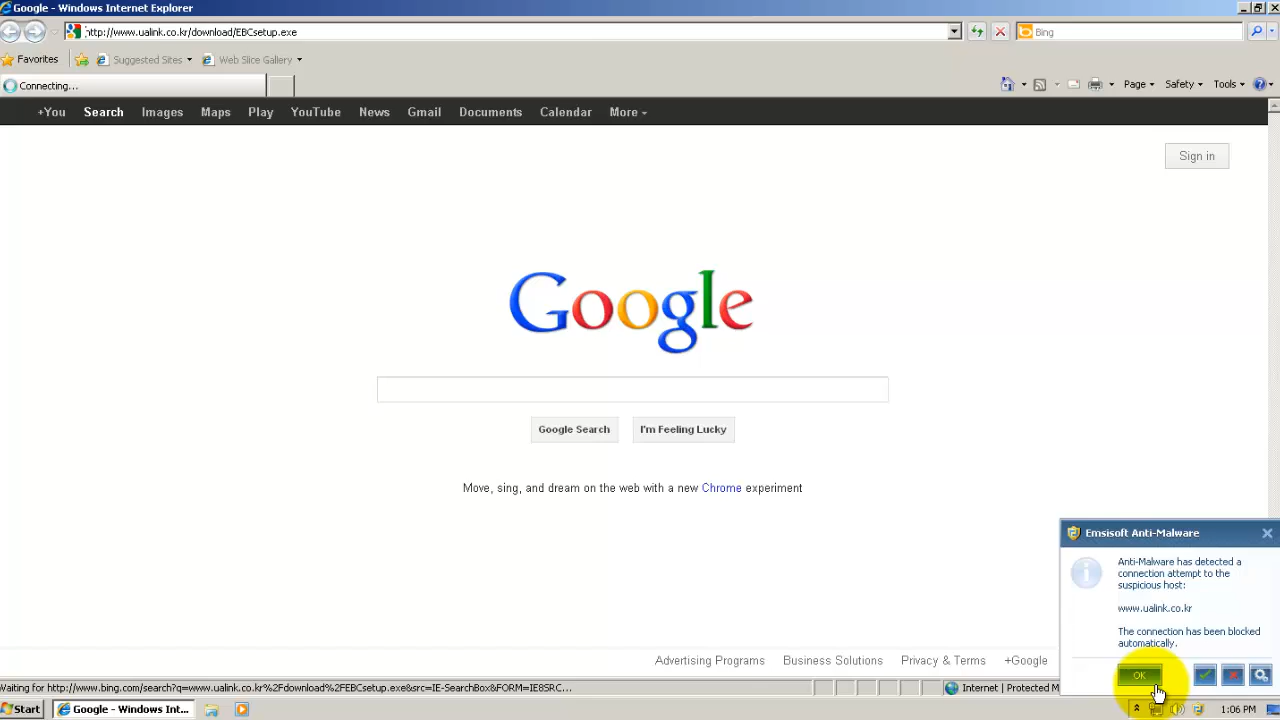 Google - Windows Internet Explorer
http://www.ualink.co.kr/download/EBCsetup.exe
Bing
Favorites
Suggested Sites
Web Slice Gallery
Connecting...
Page
Safety
Tools
+You
Search
Images
Maps
Play
YouTube
News
Gmail
Documents
Calendar
More
Sign in
Google
Google Search
I'm Feeling Lucky
Move, sing, and dream on the web with a new Chrome experiment
Emsisoft Anti-Malware
Anti-Malware has detected a
connection attempt to the
suspicious host:
www.ualink.co.kr
The connection has been blocked
automatically.
OK
Advertising Programs
Business Solutions
Privacy & Terms
+Google
Waiting for http://www.bing.com/search?q=www.ualink.co.kr%2Fdownload%2FEBCsetup.exe&src=IE-SearchBox&FORM=IE8SRC...
Internet | Protected M
Start
Google - Windows Int...
1:06 PM